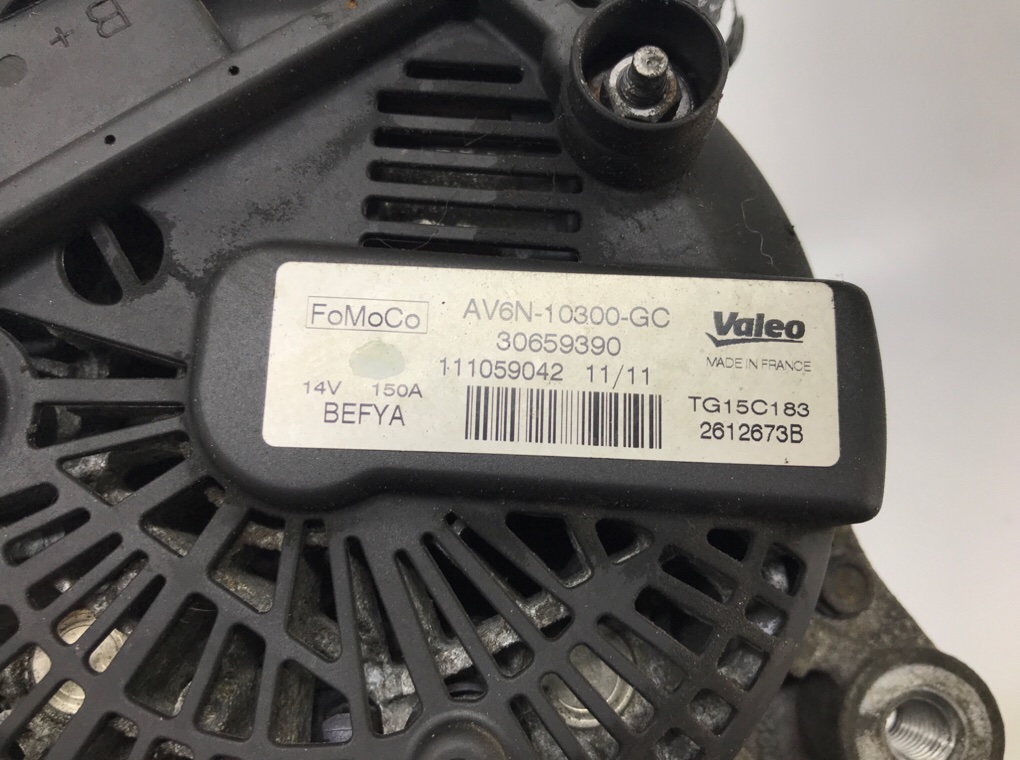 B
+
FoMoCo
AV6N-10300-GC
30659390
111059042 11/11
14V 150A
BEFYA
Valeo
MADE IN FRANCE
TG15C183
2612673B